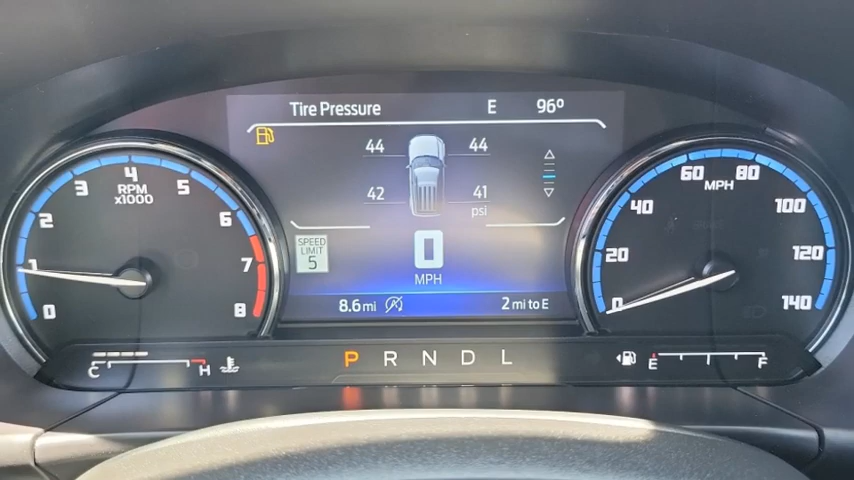 Tire Pressure E 96º
44 44
42 41
psi
SPEED
LIMIT
5
0
MPH
8.6 mi 2 mi to E
RPM
x1000
0
1
2
3
4
5
6
7
8
MPH
0
20
40
60
80
100
120
140
C H
P R N D L
E F